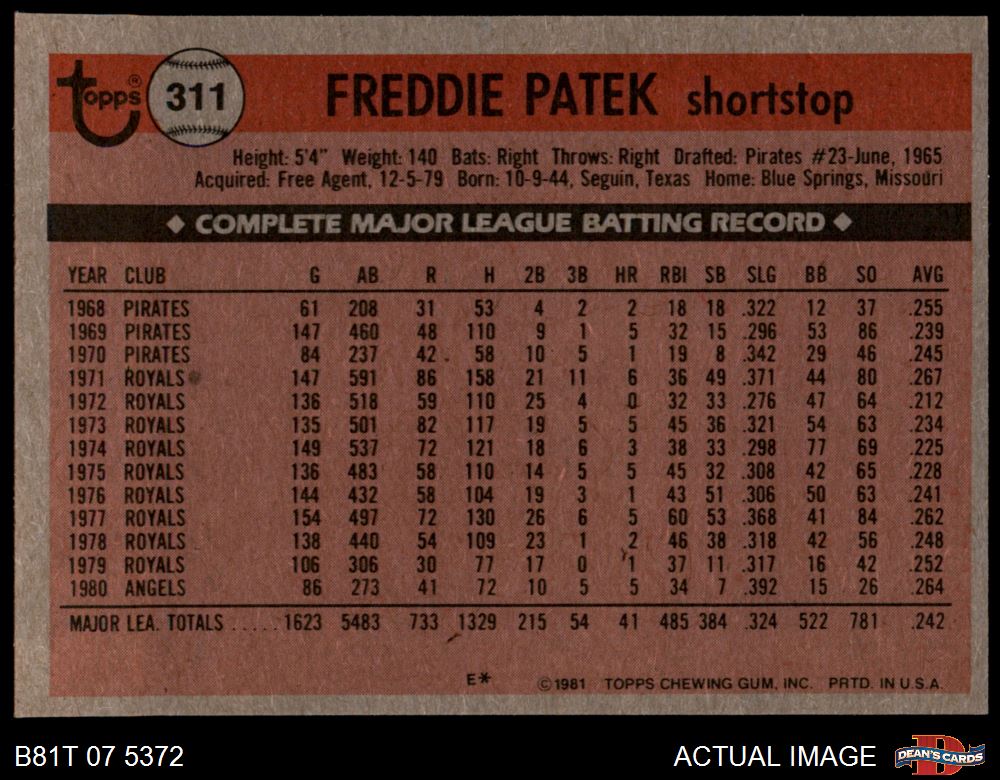 topps® 311 FREDDIE PATEK shortstop
Height: 5'4" Weight: 140 Bats: Right Throws: Right Drafted: Pirates #23-June, 1965
Acquired: Free Agent, 12-5-79 Born: 10-9-44, Seguin, Texas Home: Blue Springs, Missouri
◆ COMPLETE MAJOR LEAGUE BATTING RECORD ◆
YEAR CLUB G AB R H 2B 3B HR RBI SB SLG BB SO AVG
1968 PIRATES 61 208 31 53 4 2 2 18 18 .322 12 37 .255
1969 PIRATES 147 460 48 110 9 1 5 32 15 .296 53 86 .239
1970 PIRATES 84 237 42 58 10 5 1 19 8 .342 29 46 .245
1971 ROYALS 147 591 86 158 21 11 6 36 49 .371 44 80 .267
1972 ROYALS 136 518 59 110 25 4 0 32 33 .276 47 64 .212
1973 ROYALS 135 501 82 117 19 5 5 45 36 .321 54 63 .234
1974 ROYALS 149 537 72 121 18 6 3 38 33 .298 77 69 .225
1975 ROYALS 136 483 58 110 14 5 5 45 32 .308 42 65 .228
1976 ROYALS 144 432 58 104 19 3 1 43 51 .306 50 63 .241
1977 ROYALS 154 497 72 130 26 6 5 60 53 .368 41 84 .262
1978 ROYALS 138 440 54 109 23 1 2 46 38 .318 42 56 .248
1979 ROYALS 106 306 30 77 17 0 1 37 11 .317 16 42 .252
1980 ANGELS 86 273 41 72 10 5 5 34 7 .392 15 26 .264
MAJOR LEA. TOTALS ..... 1623 5483 733 1329 215 54 41 485 384 .324 522 781 .242
E* ©1981 TOPPS CHEWING GUM, INC. PRTD. IN U.S.A.
B81T 07 5372 ACTUAL IMAGE DEAN'S CARDS